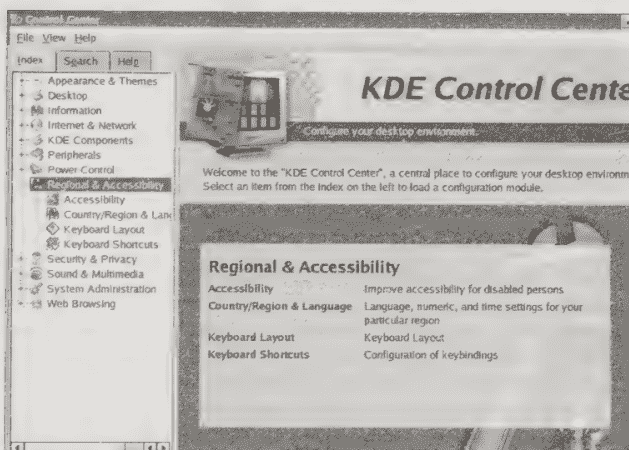 Control Center
File View Help
Index Search Help
Appearance & Themes
Desktop
Information
Internet & Network
KDE Components
Peripherals
Power Control
Regional & Accessibility
Accessibility
Country/Region & Lan
Keyboard Layout
Keyboard Shortcuts
Security & Privacy
Sound & Multimedia
System Administration
Web Browsing
KDE Control Cente
Configure your desktop environment.
Welcome to the "KDE Control Center", a central place to configure your desktop environm
Select an item from the index on the left to load a configuration module.
Regional & Accessibility
Accessibility Improve accessibility for disabled persons
Country/Region & Language Language, numeric, and time settings for your
particular region
Keyboard Layout Keyboard Layout
Keyboard Shortcuts Configuration of keybindings